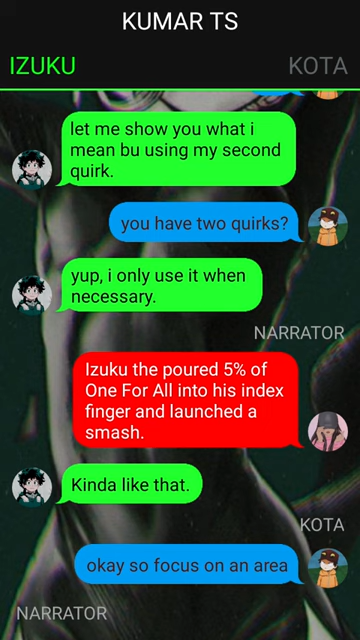 KUMAR TS
IZUKU
KOTA
let me show you what i
mean bu using my second
quirk.
you have two quirks?
yup, i only use it when
necessary.
NARRATOR
Izuku the poured 5% of
One For All into his index
finger and launched a
smash.
Kinda like that.
KOTA
okay so focus on an area
NARRATOR